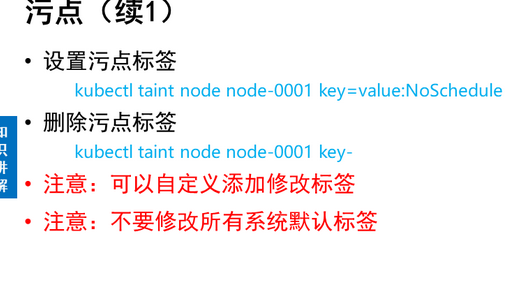 污点（续1）
• 设置污点标签
kubectl taint node node-0001 key=value:NoSchedule
• 删除污点标签
kubectl taint node node-0001 key-
• 注意：可以自定义添加修改标签
• 注意：不要修改所有系统默认标签
知识讲解